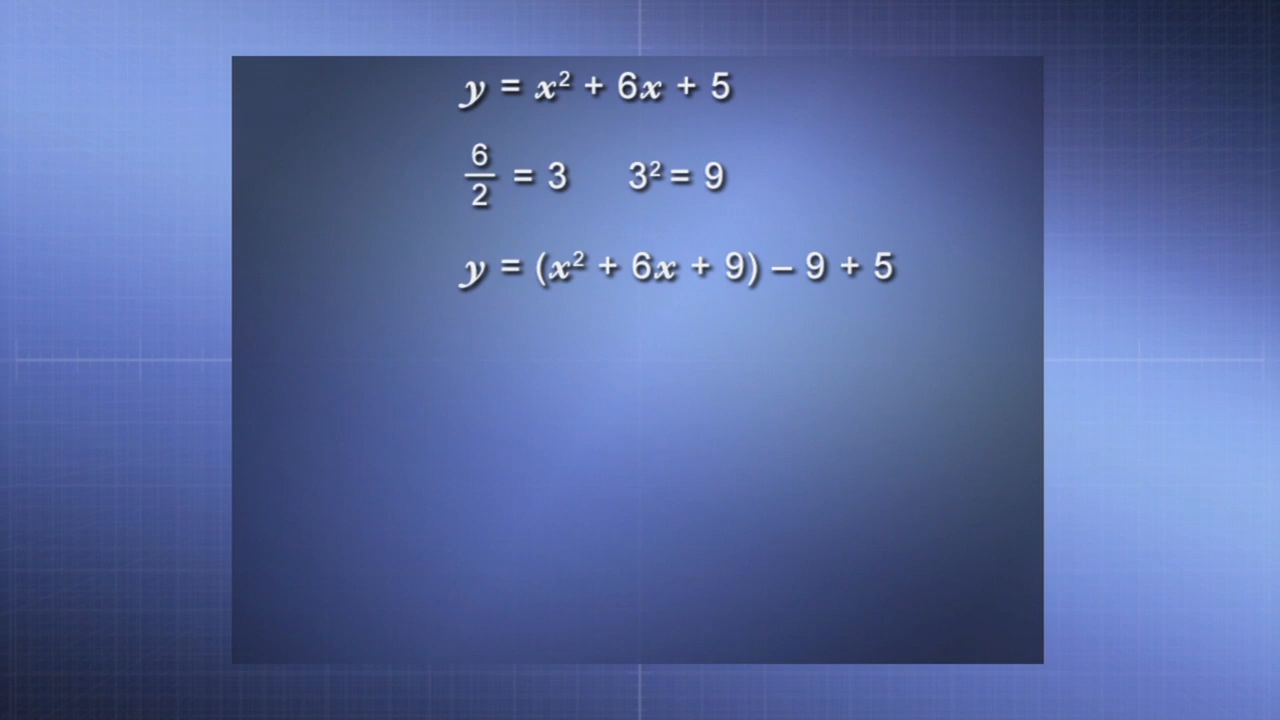 y = x² + 6x + 5
6/2 = 3 3² = 9
y = (x² + 6x + 9) – 9 + 5